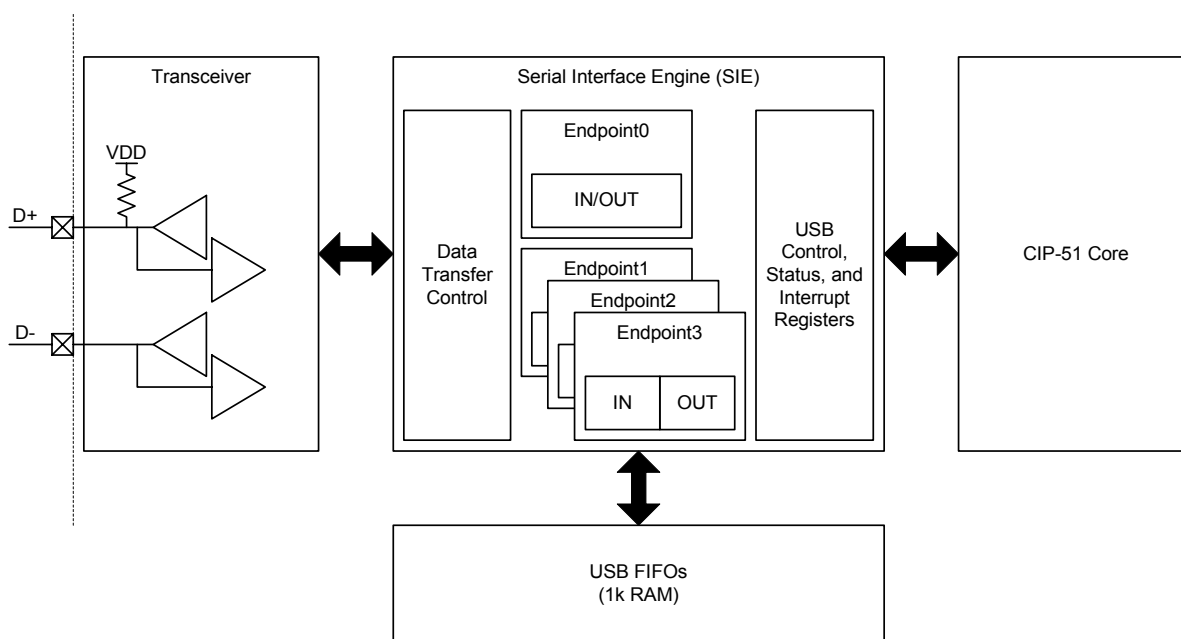 Transceiver
VDD
D+
D-
Serial Interface Engine (SIE)
Data
Transfer
Control
Endpoint0
IN/OUT
Endpoint1
Endpoint2
Endpoint3
IN
OUT
USB
Control,
Status, and
Interrupt
Registers
CIP-51 Core
USB FIFOs
(1k RAM)